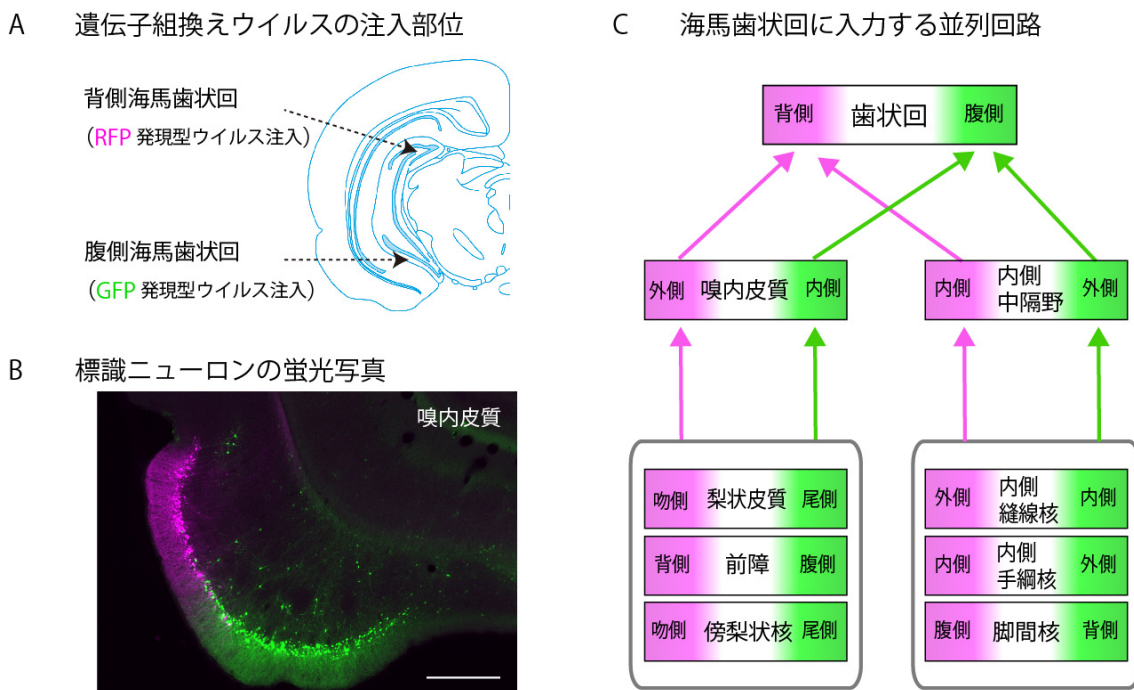 A 遺伝子組換えウイルスの注入部位
背側海馬歯状回
（RFP 発現型ウイルス注入）
腹側海馬歯状回
（GFP 発現型ウイルス注入）
B 標識ニューロンの蛍光写真
嗅内皮質
C 海馬歯状回に入力する並列回路
背側 歯状回 腹側
外側 嗅内皮質 内側
内側 内側 外側
中隔野
吻側 梨状皮質 尾側
背側 前障 腹側
吻側 傍梨状核 尾側
外側 内側 内側
縫線核
内側 内側 外側
手綱核
腹側 脚間核 背側